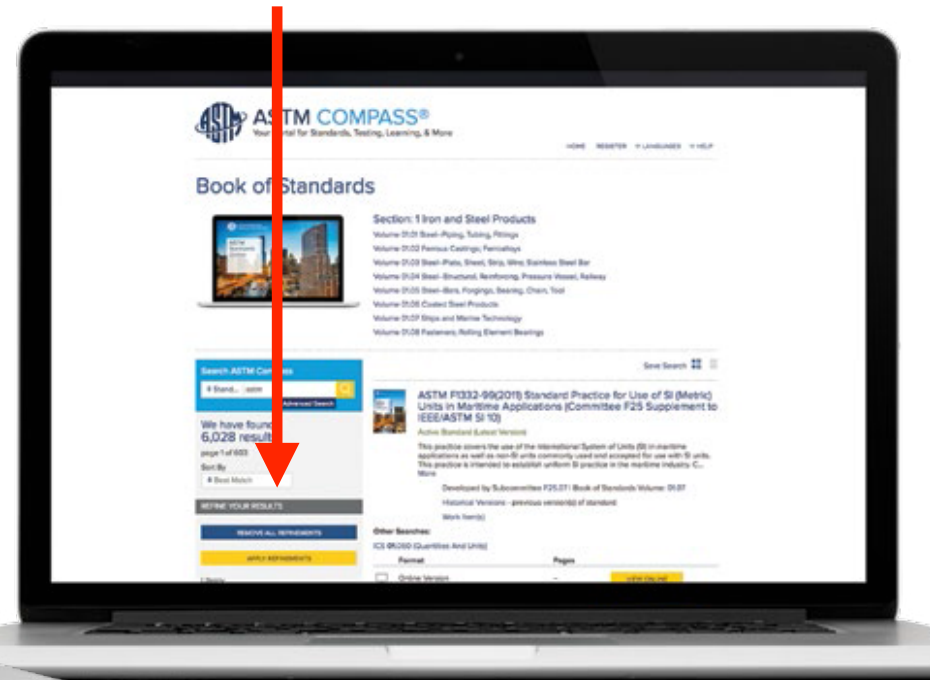 ASTM COMPASS®
Your Portal for Standards, Testing, Learning, & More
HOME REGISTER LANGUAGES HELP
Book of Standards
Section: 1 Iron and Steel Products
Volume 01.01 Steel--Piping, Tubing, Fittings
Volume 01.02 Ferrous Castings; Ferroalloys
Volume 01.03 Steel--Plate, Sheet, Strip, Wire; Stainless Steel Bar
Volume 01.04 Steel--Structural, Reinforcing, Pressure Vessel, Railway
Volume 01.05 Steel--Bars, Forgings, Bearing, Chain, Tool
Volume 01.06 Coated Steel Products
Volume 01.07 Ships and Marine Technology
Volume 01.08 Fasteners; Rolling Element Bearings
Save Search
Search ASTM Compass
Stand... astm
Advanced Search
We have found
6,028 results
page 1 of 603
Sort By
Best Match
REFINE YOUR RESULTS
REMOVE ALL REFINEMENTS
APPLY REFINEMENTS
ASTM F1332-99(2011) Standard Practice for Use of SI (Metric)
Units in Maritime Applications (Committee F25 Supplement to
IEEE/ASTM SI 10)
Active Standard (Latest Version)
This practice covers the use of the International System of Units (SI) in maritime
applications as well as non-SI units commonly used and accepted for use with SI units.
This practice is intended to establish uniform SI practice in the maritime industry. C...
More
Developed by Subcommittee F25.07 | Book of Standards Volume: 01.07
Historical Versions - previous version(s) of standard
Work Item(s)
Other Searches:
ICS 01.060 (Quantities And Units)
Format Pages
Online Version - VIEW ONLINE